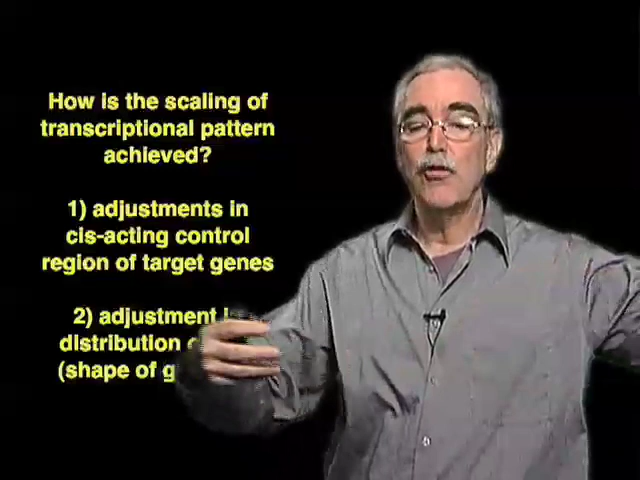 How is the scaling of
transcriptional pattern
achieved?
1) adjustments in
cis-acting control
region of target genes
2) adjustment
distribution
(shape of